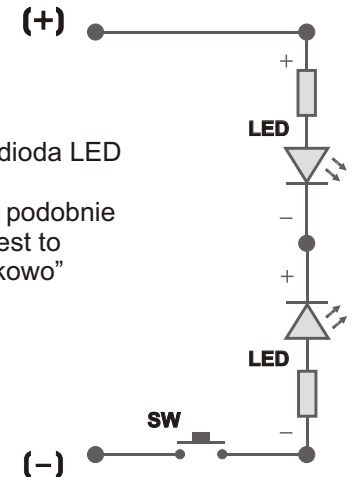 (+)
+
LED
dioda LED
–
podobnie
est to
kowo”
+
LED
–
SW
(–)